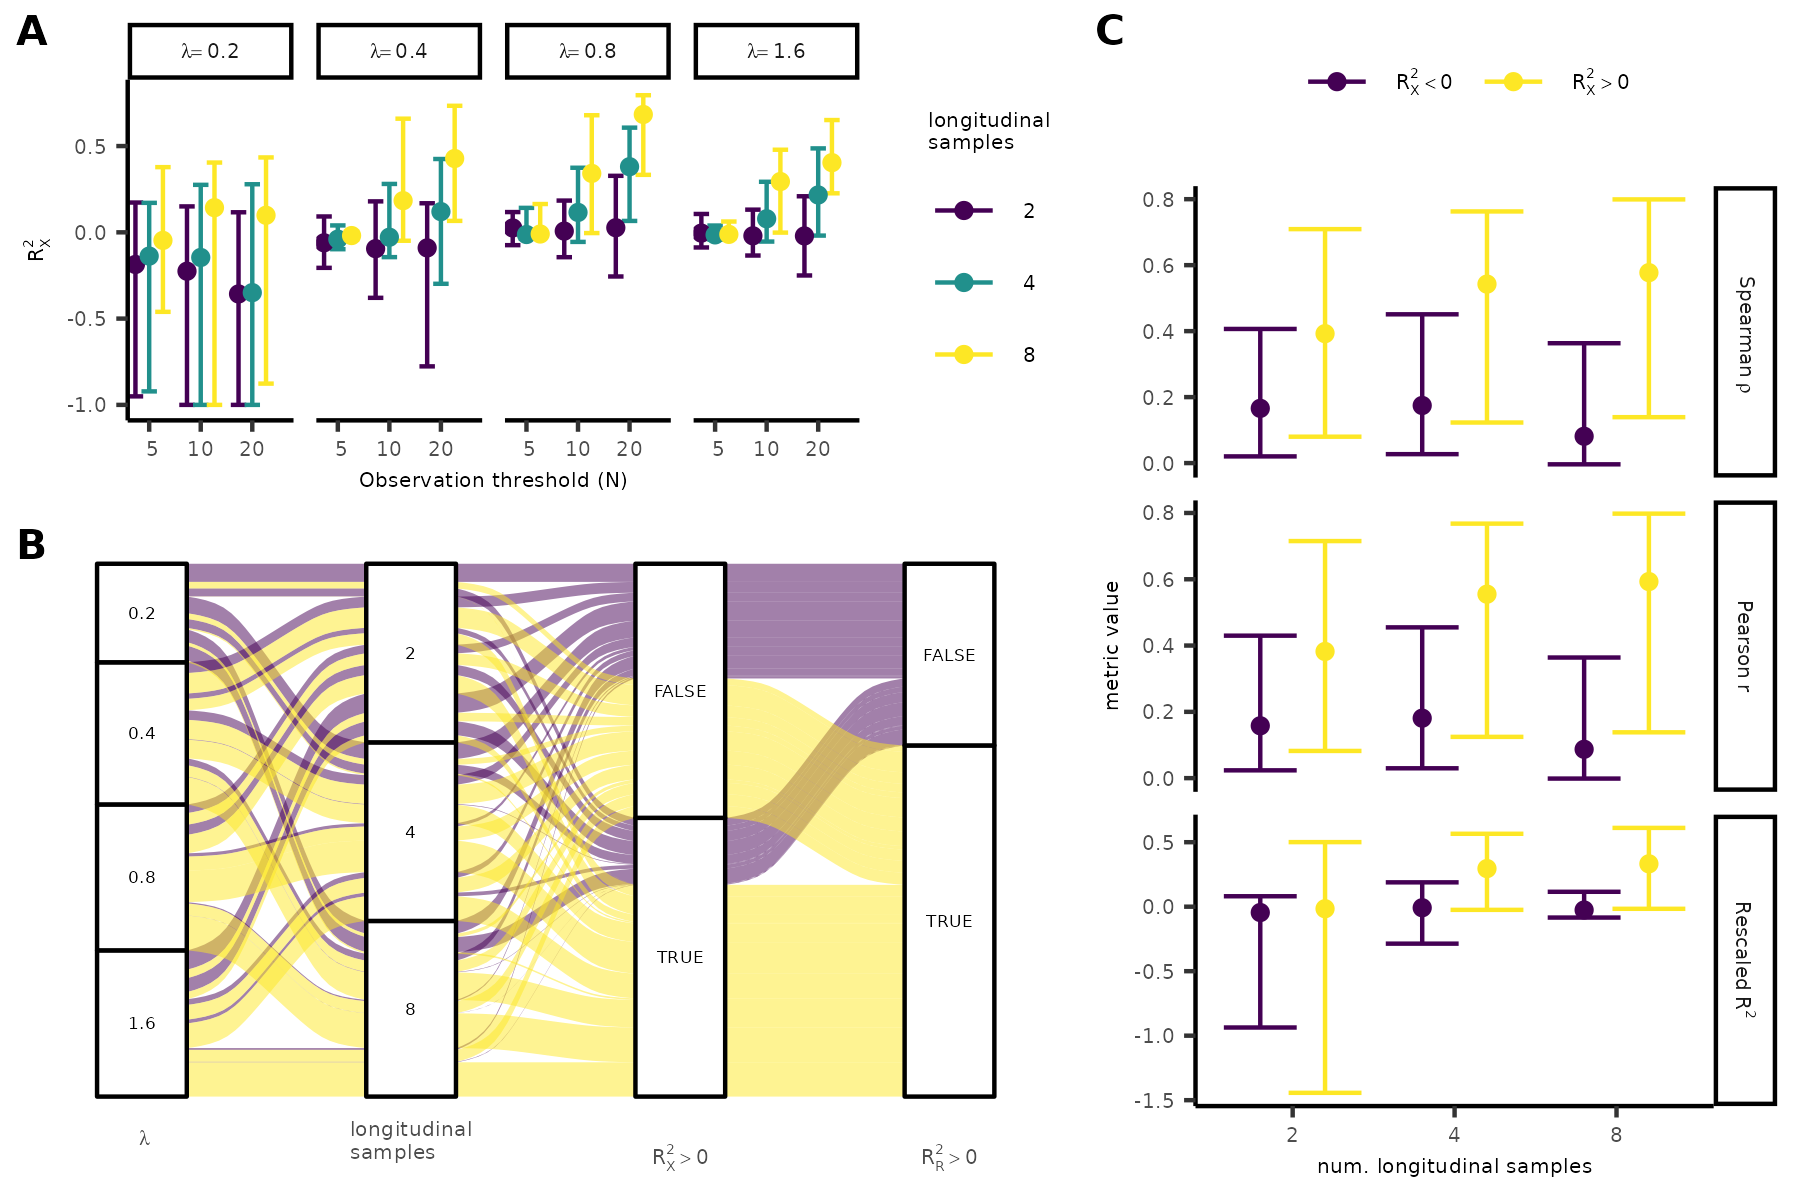 A
λ= 0.2
λ= 0.4
λ= 0.8
λ= 1.6
R²X
0.5
0.0
-0.5
-1.0
5 10 20
5 10 20
5 10 20
5 10 20
Observation threshold (N)
longitudinal
samples
2
4
8
B
0.2
0.4
0.8
1.6
2
4
8
FALSE
TRUE
FALSE
TRUE
λ
longitudinal
samples
R²X > 0
R²R > 0
C
R²X < 0
R²X > 0
metric value
0.8
0.6
0.4
0.2
0.0
Spearman ρ
0.8
0.6
0.4
0.2
0.0
Pearson r
0.5
0.0
-0.5
-1.0
-1.5
Rescaled R²
2 4 8
num. longitudinal samples